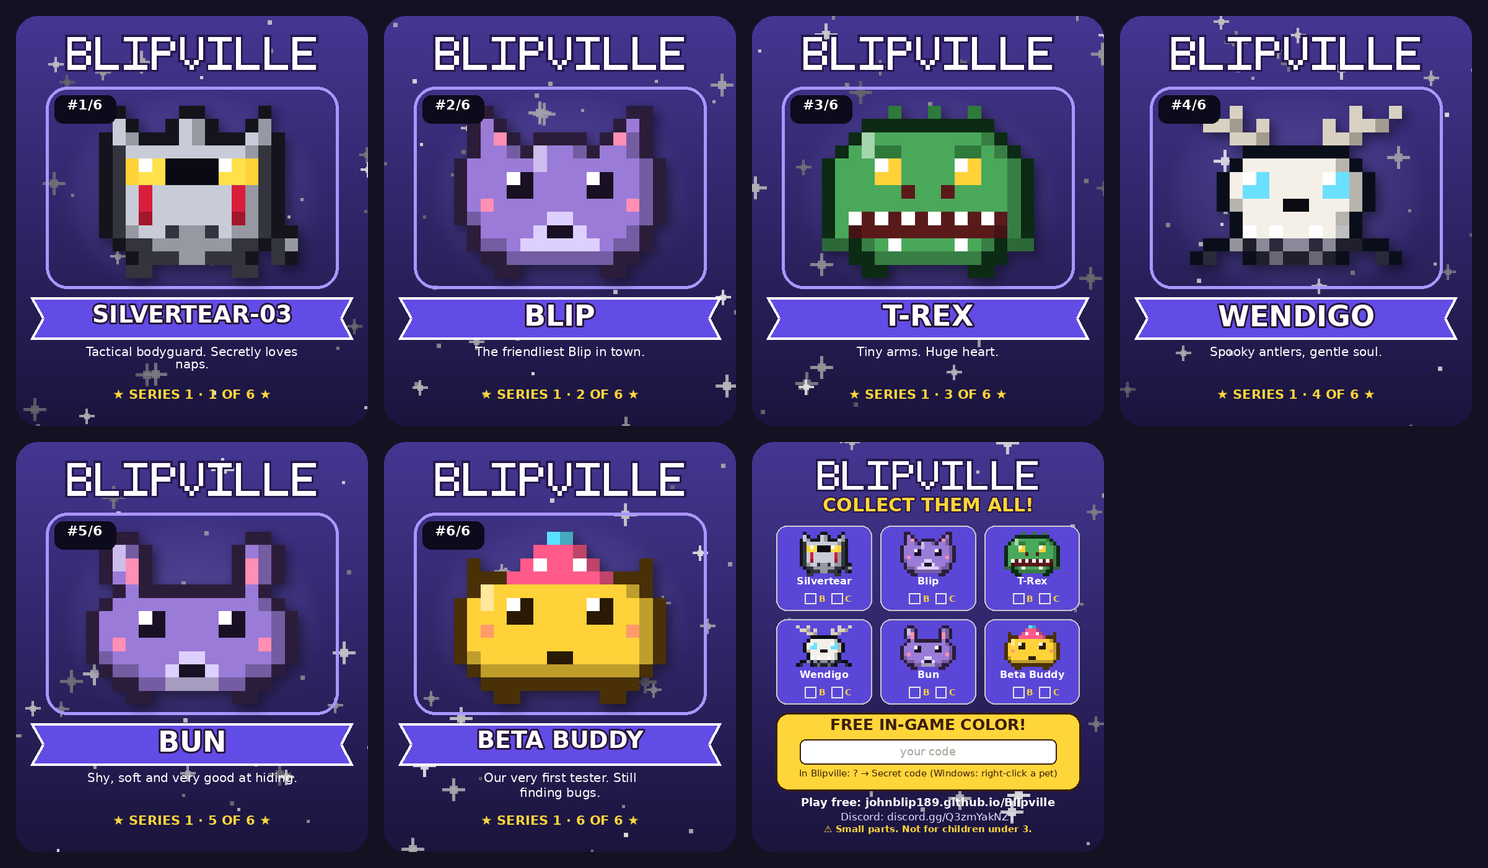 BLIPVILLE
#1/6
SILVERTEAR-03
Tactical bodyguard. Secretly loves
naps.
★ SERIES 1 · 1 OF 6 ★
BLIPVILLE
#2/6
BLIP
The friendliest Blip in town.
★ SERIES 1 · 2 OF 6 ★
BLIPVILLE
#3/6
T-REX
Tiny arms. Huge heart.
★ SERIES 1 · 3 OF 6 ★
BLIPVILLE
#4/6
WENDIGO
Spooky antlers, gentle soul.
★ SERIES 1 · 4 OF 6 ★
BLIPVILLE
#5/6
BUN
Shy, soft and very good at hiding.
★ SERIES 1 · 5 OF 6 ★
BLIPVILLE
#6/6
BETA BUDDY
Our very first tester. Still
finding bugs.
★ SERIES 1 · 6 OF 6 ★
BLIPVILLE
COLLECT THEM ALL!
Silvertear Blip T-Rex
B C B C B C
Wendigo Bun Beta Buddy
B C B C B C
FREE IN-GAME COLOR!
your code
In Blipville: ? → Secret code (Windows: right-click a pet)
Play free: johnblip189.github.io/Blipville
Discord: discord.gg/Q3zmYakNZ
⚠ Small parts. Not for children under 3.